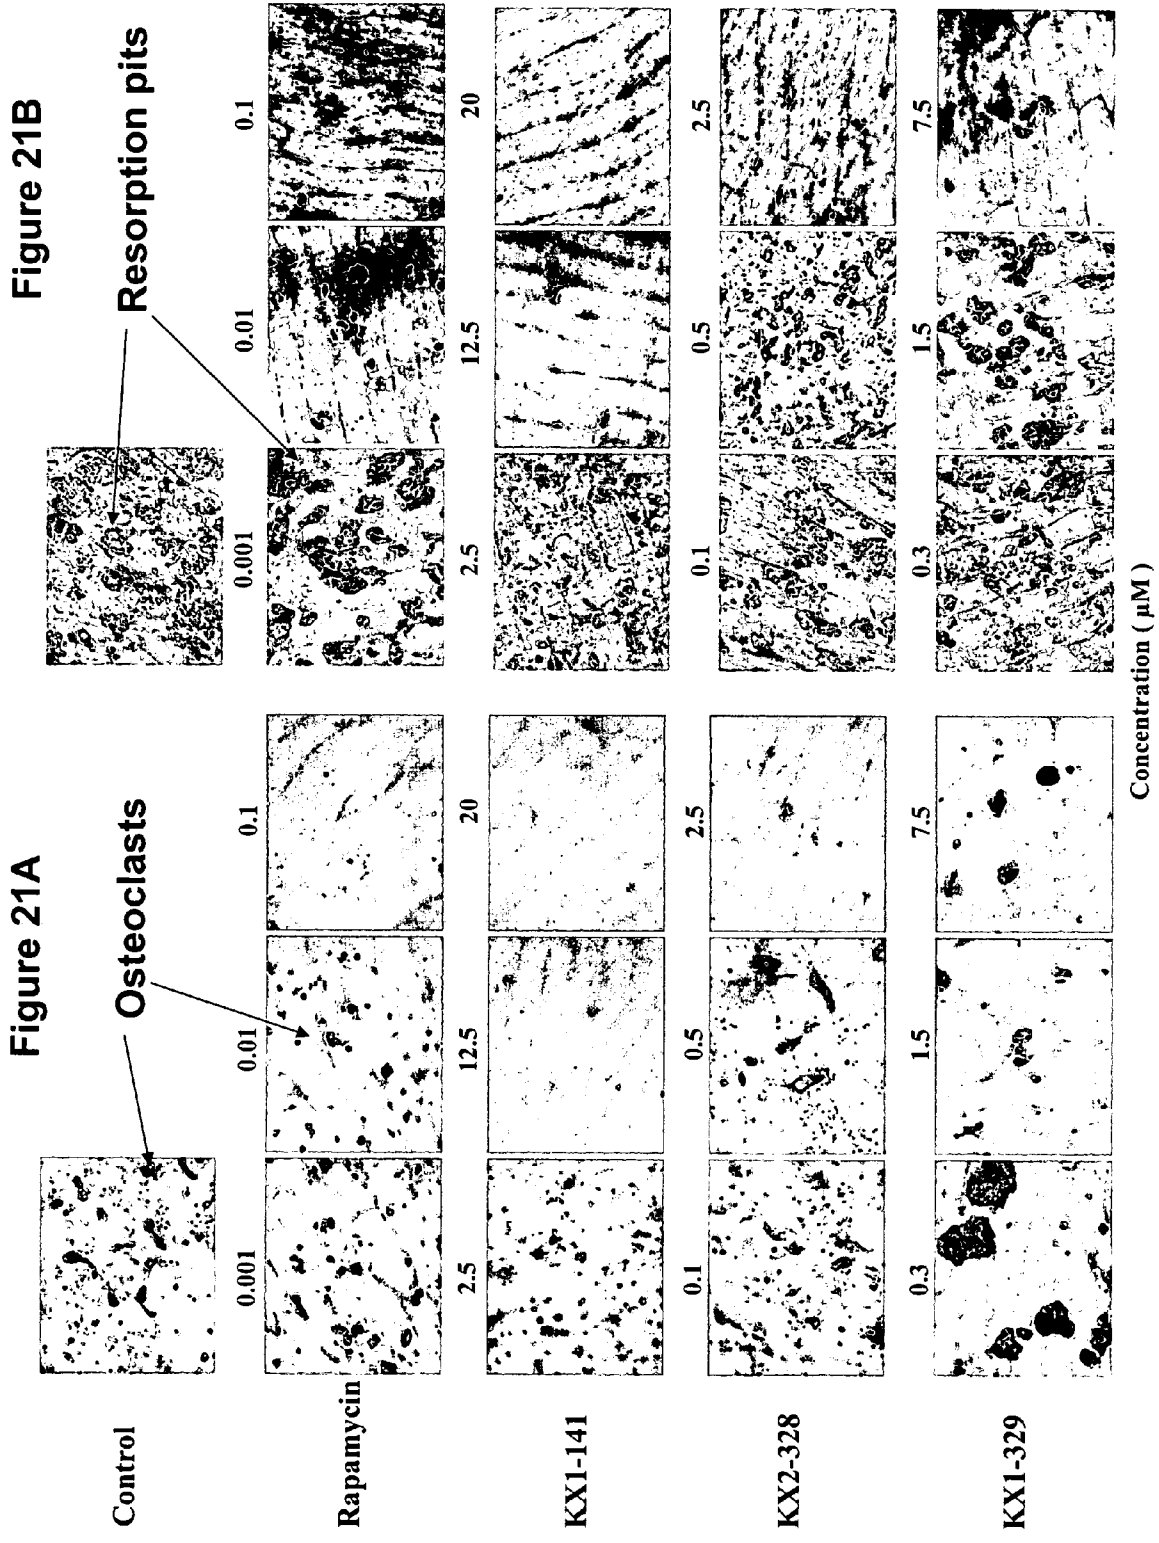 Figure 21A
Figure 21B
Osteoclasts
Resorption pits
Control
0.001 0.01 0.1 0.001 0.01 0.1
Rapamycin
2.5 12.5 20 2.5 12.5 20
KX1-141
0.1 0.5 2.5 0.1 0.5 2.5
KX2-328
0.3 1.5 7.5 0.3 1.5 7.5
KX1-329
Concentration ( µM )